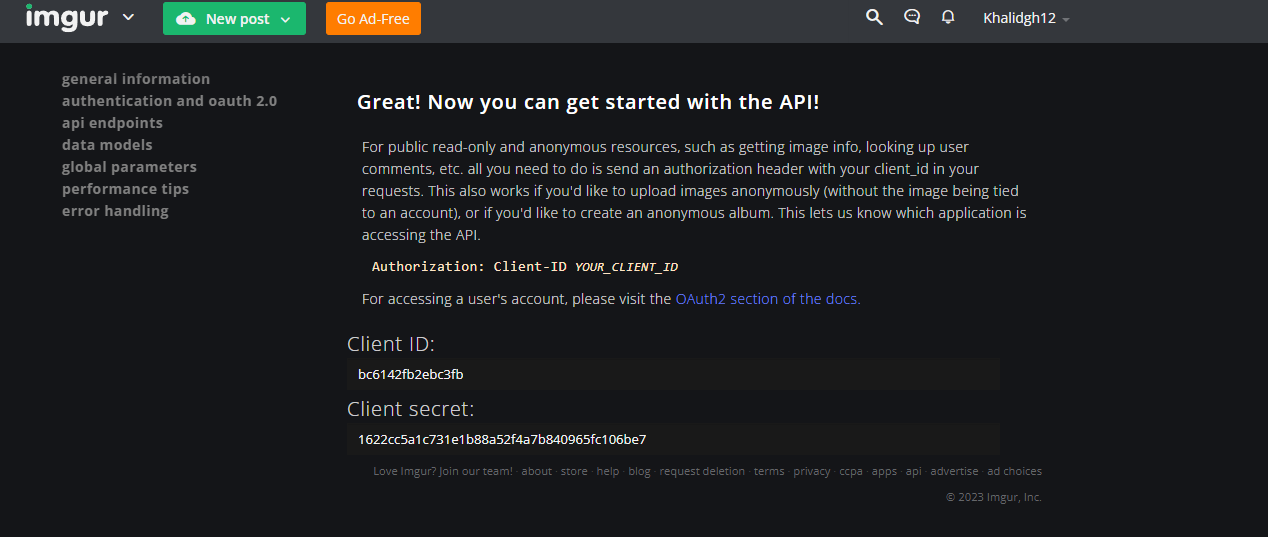 imgur New post Go Ad-Free Khalidgh12
general information
authentication and oauth 2.0
api endpoints
data models
global parameters
performance tips
error handling
Great! Now you can get started with the API!
For public read-only and anonymous resources, such as getting image info, looking up user
comments, etc. all you need to do is send an authorization header with your client_id in your
requests. This also works if you'd like to upload images anonymously (without the image being tied
to an account), or if you'd like to create an anonymous album. This lets us know which application is
accessing the API.
Authorization: Client-ID YOUR_CLIENT_ID
For accessing a user's account, please visit the OAuth2 section of the docs.
Client ID:
bc6142fb2ebc3fb
Client secret:
1622cc5a1c731e1b88a52f4a7b840965fc106be7
Love Imgur? Join our team! · about · store · help · blog · request deletion · terms · privacy · ccpa · apps · api · advertise · ad choices
© 2023 Imgur, Inc.